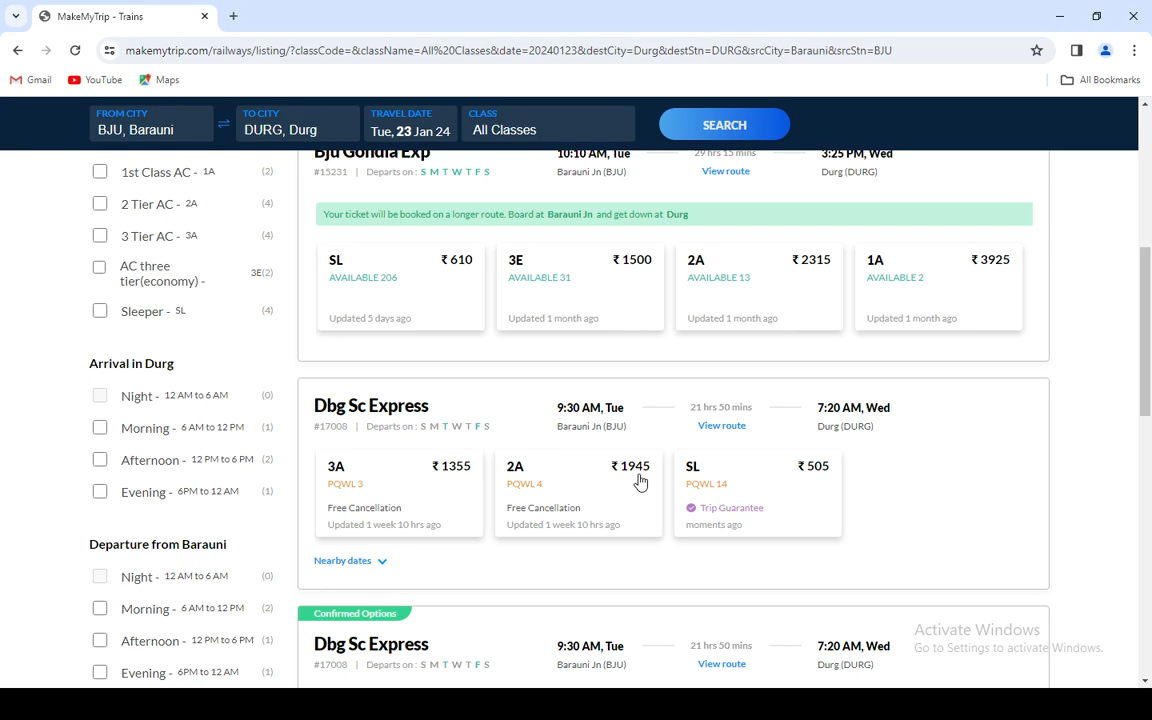 MakeMyTrip - Trains
makemytrip.com/railways/listing/?classCode=&className=All%20Classes&date=20240123&destCity=Durg&destStn=DURG&srcCity=Barauni&srcStn=BJU
Gmail YouTube Maps All Bookmarks
FROM CITY TO CITY TRAVEL DATE CLASS
BJU, Barauni DURG, Durg Tue, 23 Jan 24 All Classes SEARCH
1st Class AC - 1A (2)
2 Tier AC - 2A (4)
3 Tier AC - 3A (4)
AC three
tier(economy) - 3E(2)
Sleeper - SL (4)
Arrival in Durg
Night - 12 AM to 6 AM (0)
Morning - 6 AM to 12 PM (1)
Afternoon - 12 PM to 6 PM (2)
Evening - 6PM to 12 AM (1)
Departure from Barauni
Night - 12 AM to 6 AM (0)
Morning - 6 AM to 12 PM (2)
Afternoon - 12 PM to 6 PM (1)
Evening - 6PM to 12 AM (1)
Bju Gondia Exp 10:10 AM, Tue 29 hrs 15 mins 3:25 PM, Wed
#15231 | Departs on : S M T W T F S Barauni Jn (BJU) View route Durg (DURG)
Your ticket will be booked on a longer route. Board at Barauni Jn and get down at Durg
SL ₹ 610 3E ₹ 1500 2A ₹ 2315 1A ₹ 3925
AVAILABLE 206 AVAILABLE 31 AVAILABLE 13 AVAILABLE 2
Updated 5 days ago Updated 1 month ago Updated 1 month ago Updated 1 month ago
Dbg Sc Express 9:30 AM, Tue 21 hrs 50 mins 7:20 AM, Wed
#17008 | Departs on : S M T W T F S Barauni Jn (BJU) View route Durg (DURG)
3A ₹ 1355 2A ₹ 1945 SL ₹ 505
PQWL 3 PQWL 4 PQWL 14
Free Cancellation Free Cancellation Trip Guarantee
Updated 1 week 10 hrs ago Updated 1 week 10 hrs ago moments ago
Nearby dates
Confirmed Options
Dbg Sc Express 9:30 AM, Tue 21 hrs 50 mins 7:20 AM, Wed
#17008 | Departs on : S M T W T F S Barauni Jn (BJU) View route Durg (DURG)
Activate Windows
Go to Settings to activate Windows.